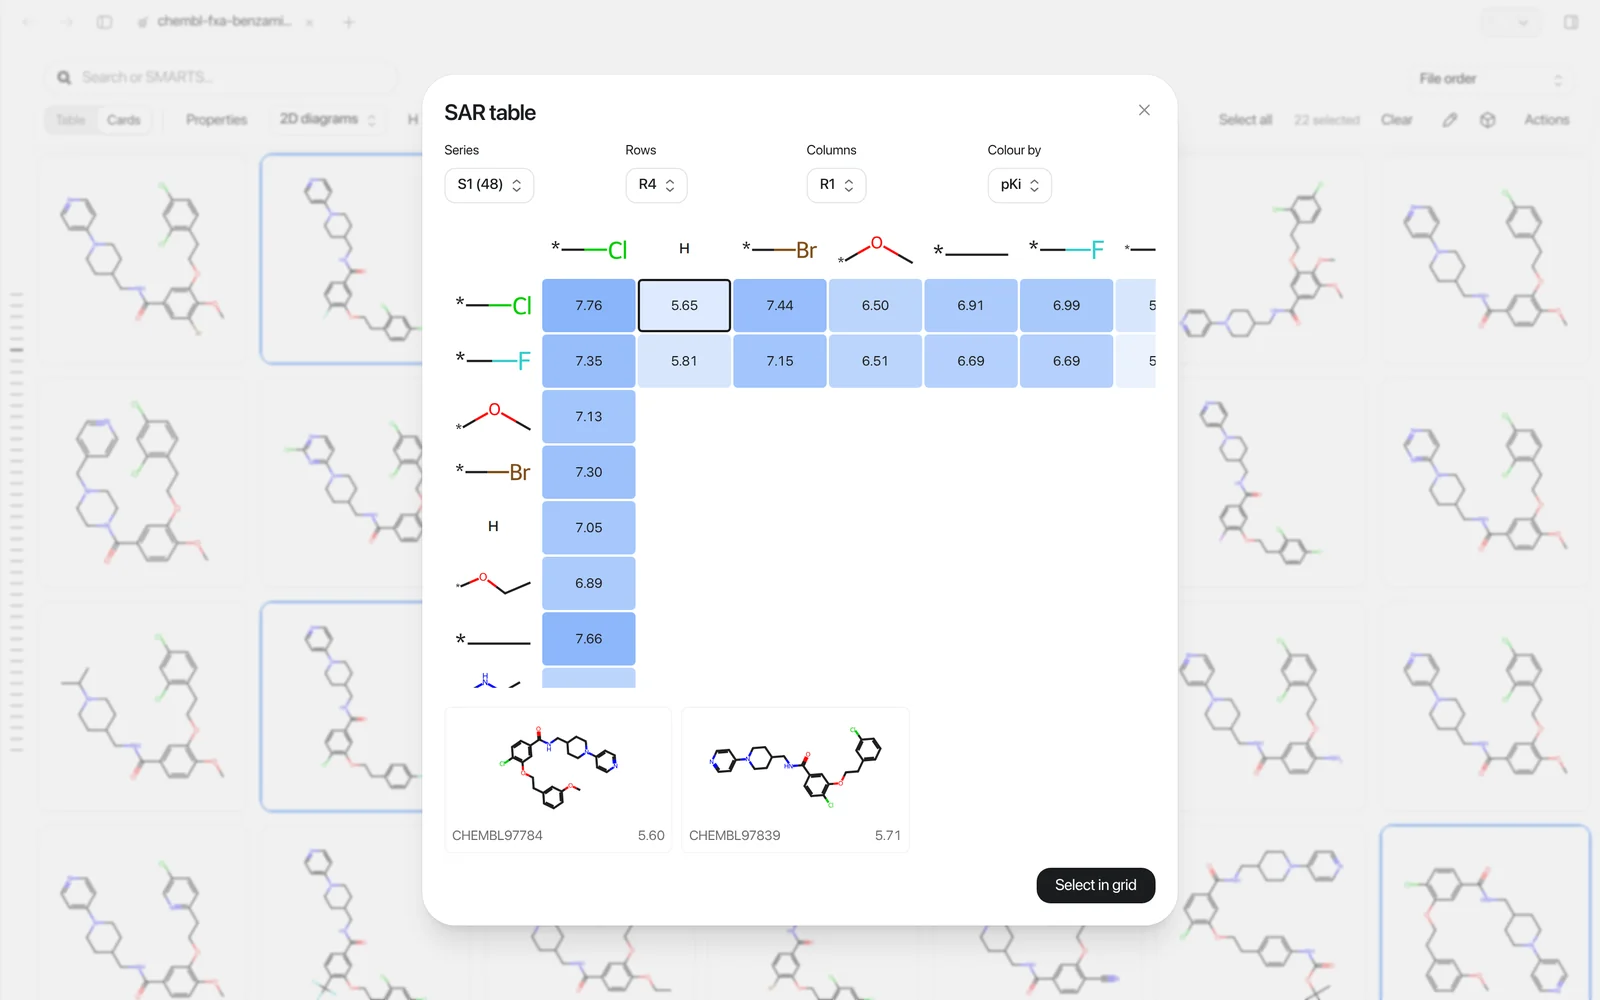 chembl-fxa-benzami...
Search or SMARTS...
File order
Table
Cards
Properties
2D diagrams
H
Select all
22 selected
Clear
Actions
SAR table
Series
Rows
Columns
Colour by
S1 (48)
R4
R1
pKi
*—Cl
H
*—Br
O
*
*
*—F
*
*—Cl
7.76
5.65
7.44
6.50
6.91
6.99
5
*—F
7.35
5.81
7.15
6.51
6.69
6.69
5
O
*
7.13
*—Br
7.30
H
7.05
O
*
6.89
*
7.66
H
N
CHEMBL97784
5.60
CHEMBL97839
5.71
Select in grid